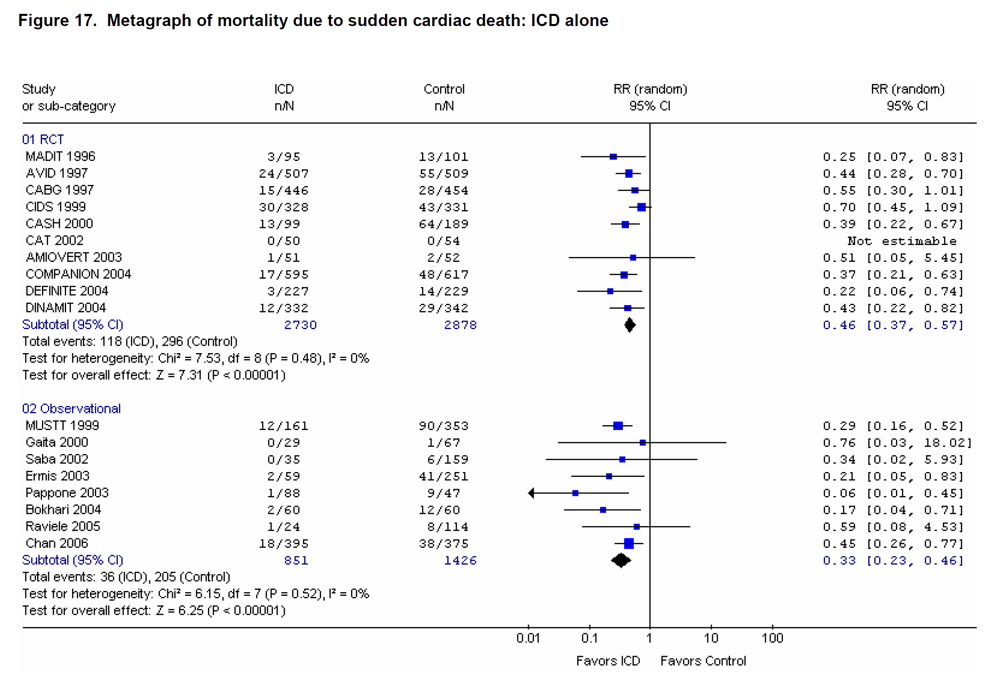 Figure 17.  Metagraph of mortality due to sudden cardiac death: ICD alone
Study ICD Control RR (random) RR (random)
or sub-category n/N n/N 95% CI 95% CI
01 RCT
MADIT 1996 3/95 13/101 0.25 [0.07, 0.83]
AVID 1997 24/507 55/509 0.44 [0.28, 0.70]
CABG 1997 15/446 28/454 0.55 [0.30, 1.01]
CIDS 1999 30/328 43/331 0.70 [0.45, 1.09]
CASH 2000 13/99 64/189 0.39 [0.22, 0.67]
CAT 2002 0/50 0/54 Not estimable
AMIOVERT 2003 1/51 2/52 0.51 [0.05, 5.45]
COMPANION 2004 17/595 48/617 0.37 [0.21, 0.63]
DEFINITE 2004 3/227 14/229 0.22 [0.06, 0.74]
DINAMIT 2004 12/332 29/342 0.43 [0.22, 0.82]
Subtotal (95% CI) 2730 2878 0.46 [0.37, 0.57]
Total events: 118 (ICD), 296 (Control)
Test for heterogeneity: Chi² = 7.53, df = 8 (P = 0.48), I² = 0%
Test for overall effect: Z = 7.31 (P < 0.00001)
02 Observational
MUSTT 1999 12/161 90/353 0.29 [0.16, 0.52]
Gaita 2000 0/29 1/67 0.76 [0.03, 18.02]
Saba 2002 0/35 6/159 0.34 [0.02, 5.93]
Ermis 2003 2/59 41/251 0.21 [0.05, 0.83]
Pappone 2003 1/88 9/47 0.06 [0.01, 0.45]
Bokhari 2004 2/60 12/60 0.17 [0.04, 0.71]
Raviele 2005 1/24 8/114 0.59 [0.08, 4.53]
Chan 2006 18/395 38/375 0.45 [0.26, 0.77]
Subtotal (95% CI) 851 1426 0.33 [0.23, 0.46]
Total events: 36 (ICD), 205 (Control)
Test for heterogeneity: Chi² = 6.15, df = 7 (P = 0.52), I² = 0%
Test for overall effect: Z = 6.25 (P < 0.00001)
0.01 0.1 1 10 100
Favors ICD Favors Control